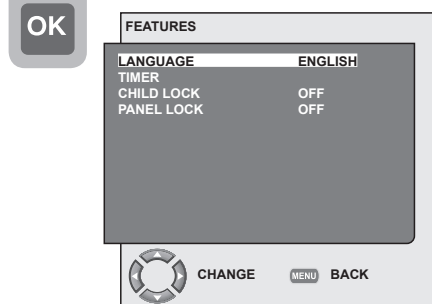 OK
FEATURES
LANGUAGE ENGLISH
TIMER
CHILD LOCK OFF
PANEL LOCK OFF
CHANGE MENU BACK